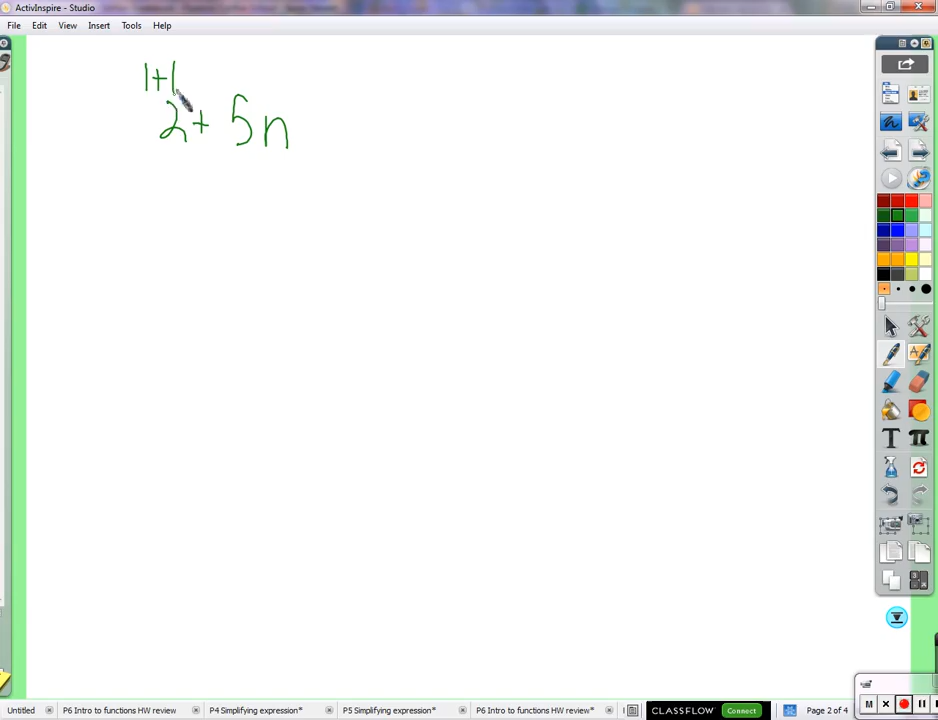 ActivInspire - Studio
File Edit View Insert Tools Help
1+1
2+ 5n
Untitled P6 Intro to functions HW review P4 Simplifying expression* P5 Simplifying expression* P6 Intro to functions HW review* CLASSFLOW Connect Page 2 of 4
M